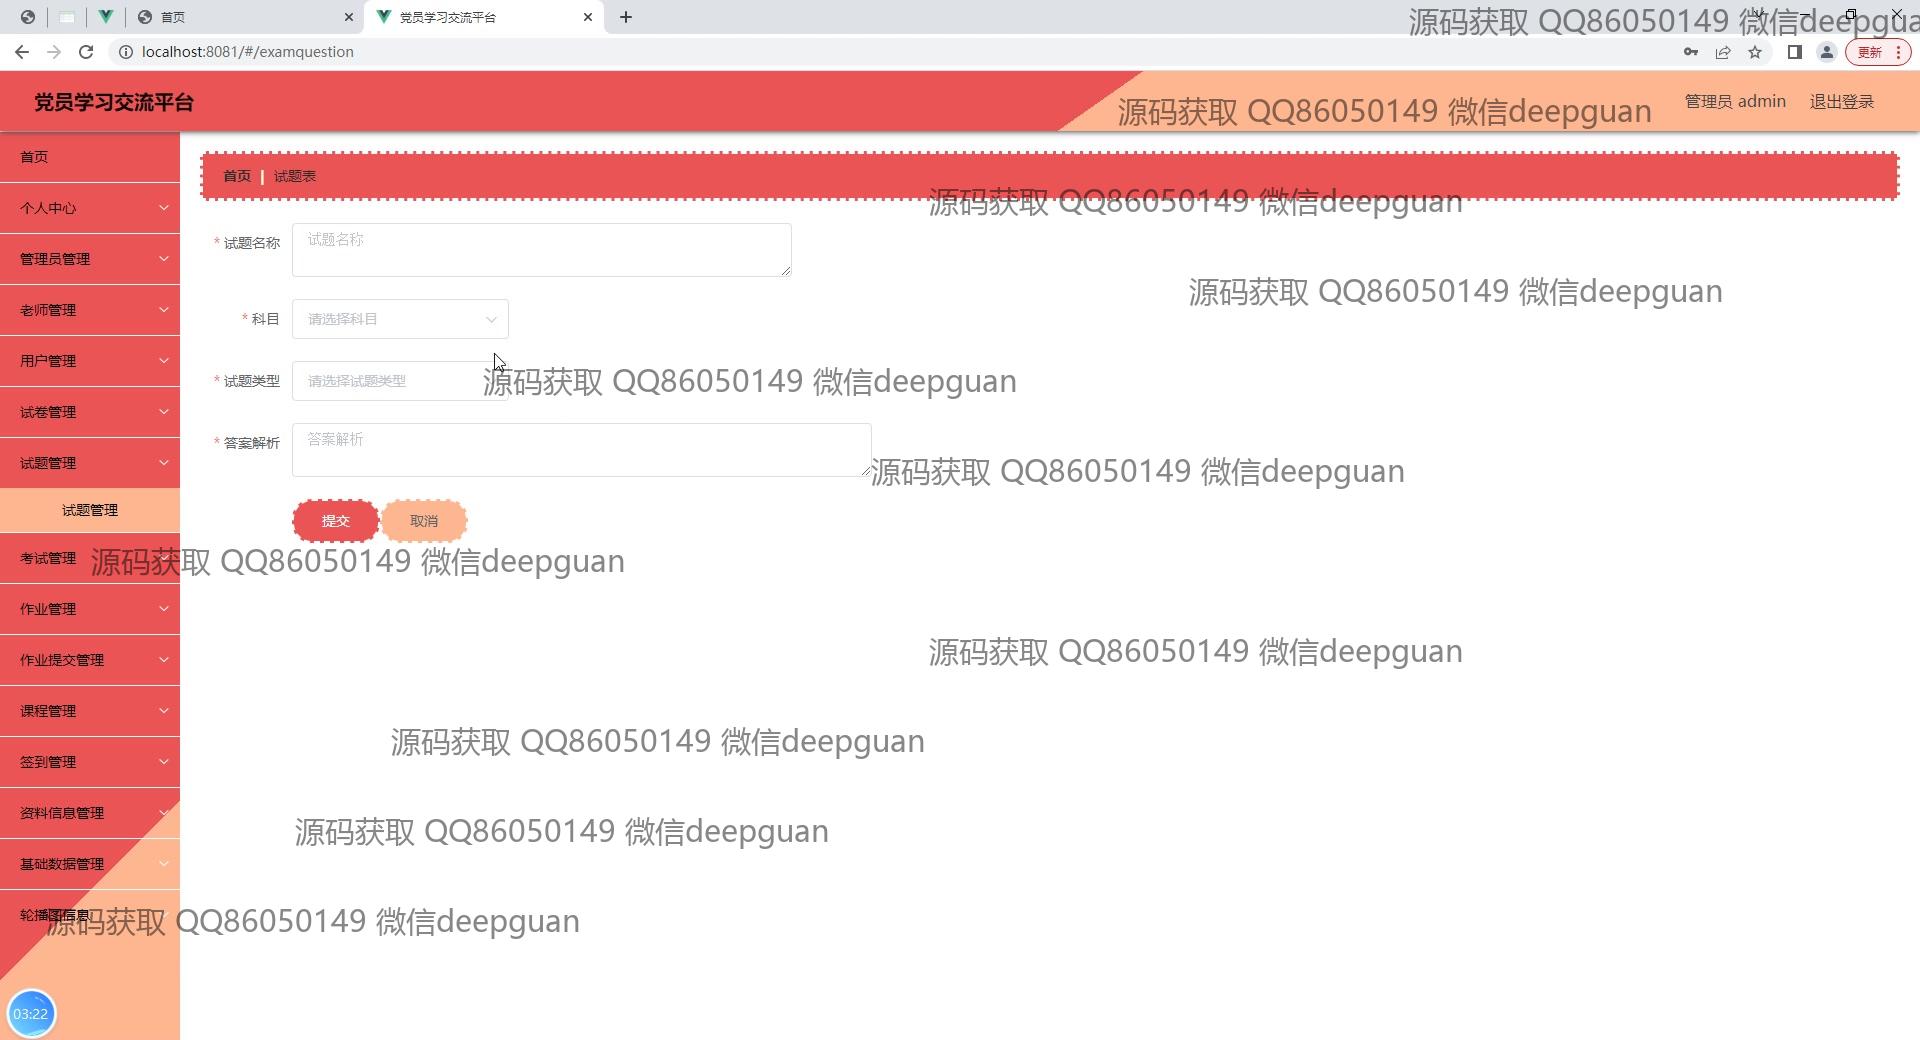 首页
党员学习交流平台
源码获取 QQ86050149 微信deepgua
localhost:8081/#/examquestion
更新
党员学习交流平台
源码获取 QQ86050149 微信deepguan
管理员 admin
退出登录
首页
首页 | 试题表
源码获取 QQ86050149 微信deepguan
个人中心
* 试题名称 试题名称
管理员管理
源码获取 QQ86050149 微信deepguan
老师管理
* 科目 请选择科目
用户管理
* 试题类型 请选择试题类型
源码获取 QQ86050149 微信deepguan
试卷管理
* 答案解析 答案解析
试题管理
源码获取 QQ86050149 微信deepguan
试题管理
提交 取消
考试管理
源码获取 QQ86050149 微信deepguan
作业管理
作业提交管理
源码获取 QQ86050149 微信deepguan
课程管理
源码获取 QQ86050149 微信deepguan
签到管理
资料信息管理
源码获取 QQ86050149 微信deepguan
基础数据管理
轮播图信息
源码获取 QQ86050149 微信deepguan
03:22